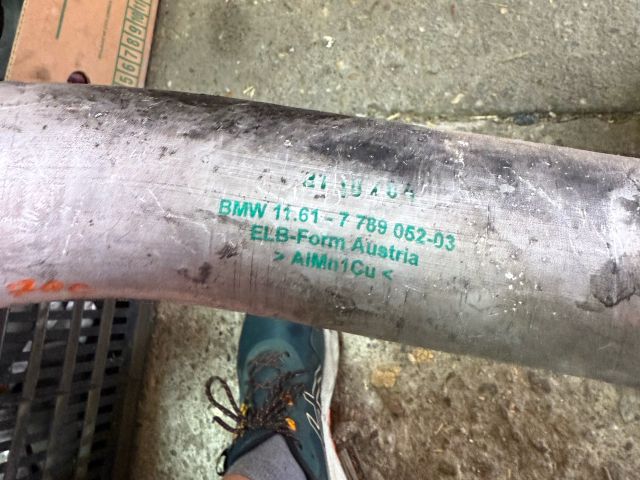 BMW 11.61 - 7 789 052-03
ELB-Form Austria
> AlMn1Cu <